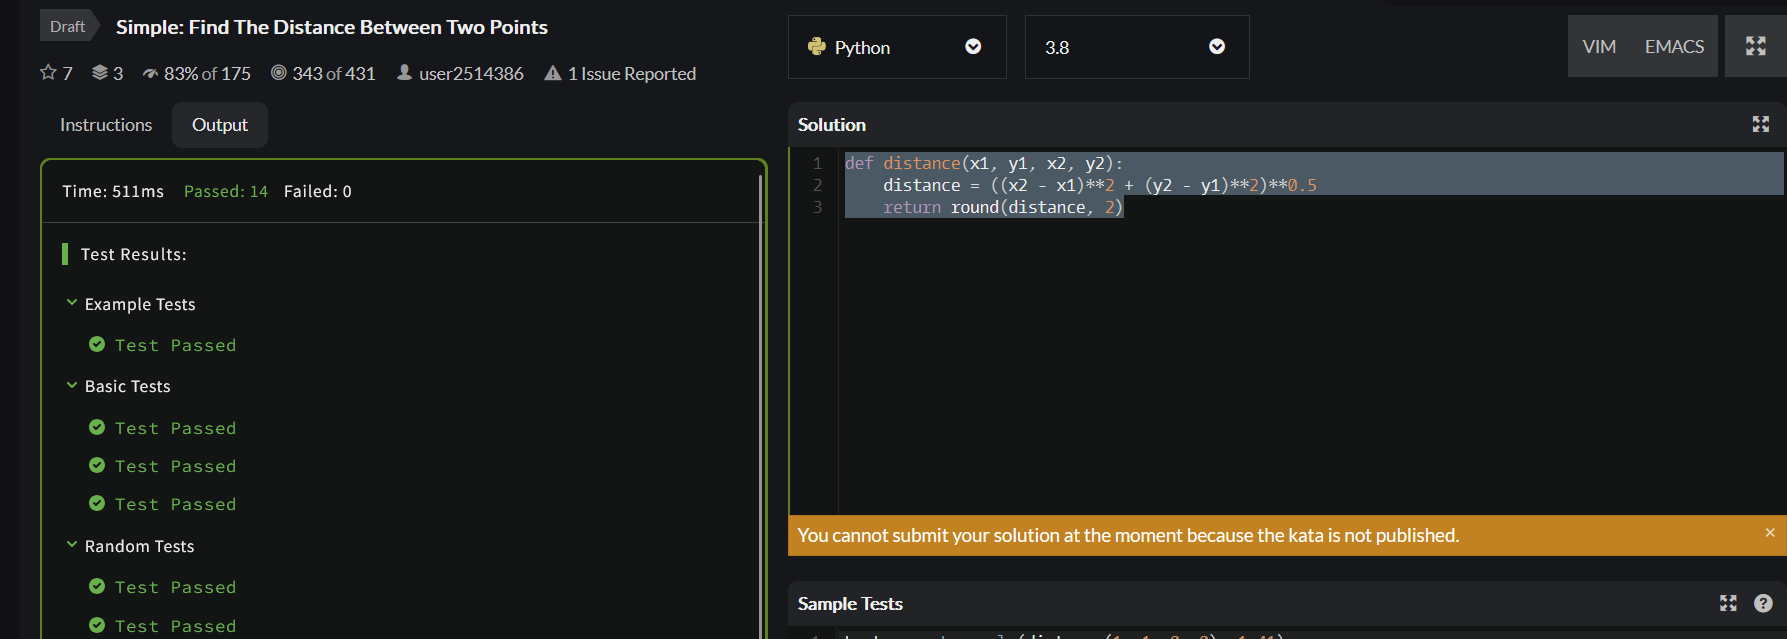 Draft Simple: Find The Distance Between Two Points
7 3 83% of 175 343 of 431 user2514386 1 Issue Reported
Instructions Output
Time: 511ms Passed: 14 Failed: 0
Test Results:
Example Tests
Test Passed
Basic Tests
Test Passed
Test Passed
Test Passed
Random Tests
Test Passed
Test Passed
Python 3.8 VIM EMACS
Solution
1 def distance(x1, y1, x2, y2):
2 distance = ((x2 - x1)**2 + (y2 - y1)**2)**0.5
3 return round(distance, 2)
You cannot submit your solution at the moment because the kata is not published.
Sample Tests